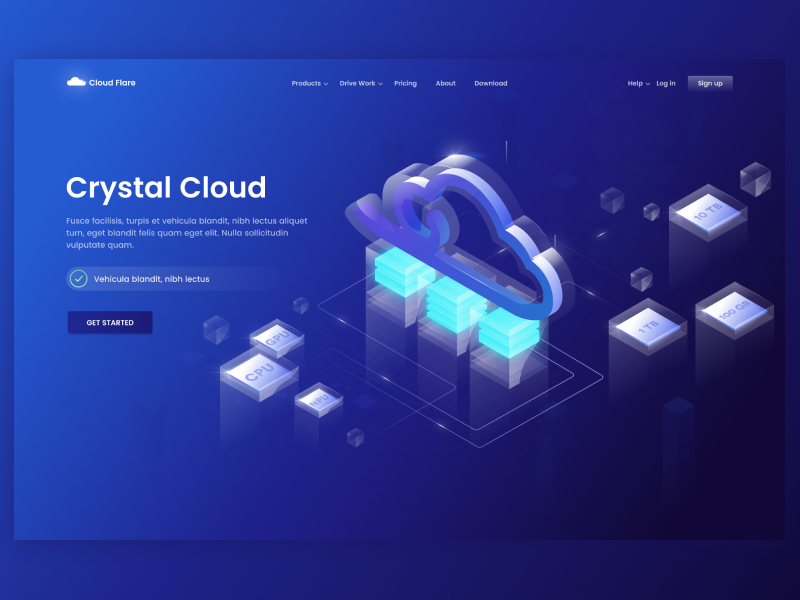 Cloud Flare
Products
Drive Work
Pricing
About
Download
Help
Log in
Sign up
Crystal Cloud
Fusce facilisis, turpis et vehicula blandit, nibh lectus aliquet
turn, eget blandit felis quam eget elit. Nulla sollicitudin
vulputate quam.
Vehicula blandit, nibh lectus
GET STARTED
GPU
CPU
NPU
10 TB
1 TB
100 GB